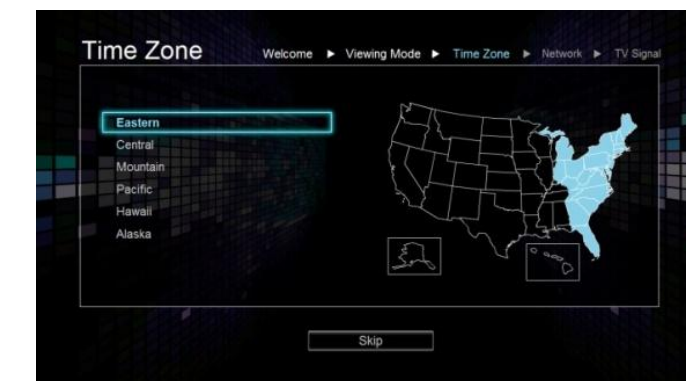 Time Zone
Welcome ▶ Viewing Mode ▶ Time Zone ▶ Network ▶ TV Signal
Eastern
Central
Mountain
Pacific
Hawaii
Alaska
Skip